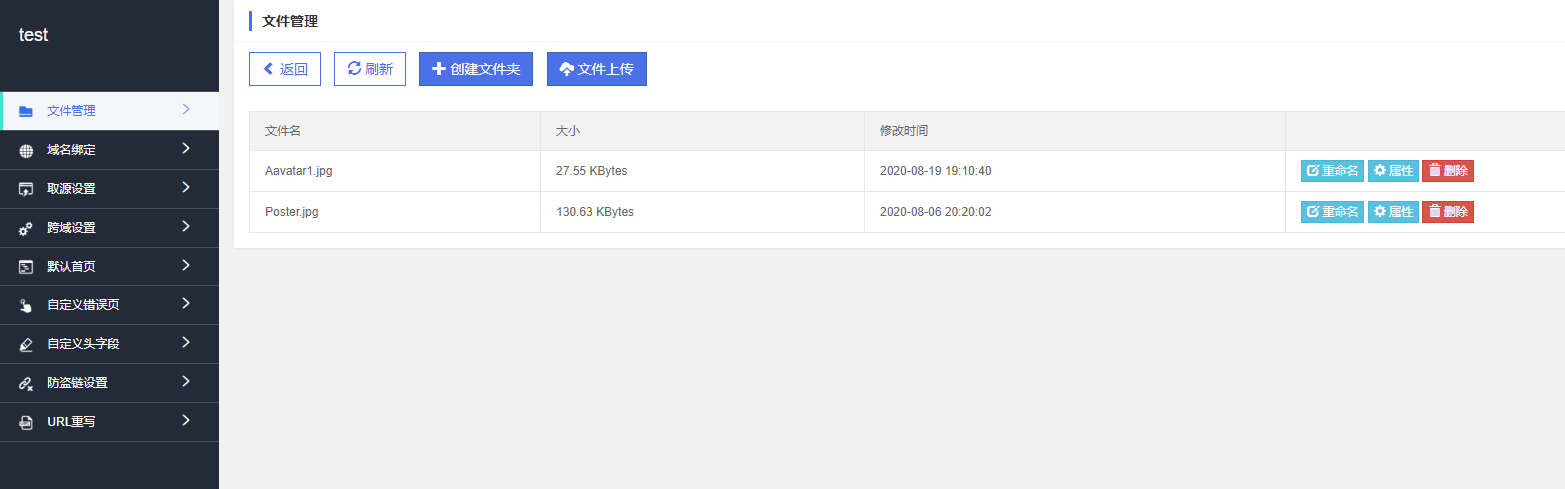 test
文件管理
域名绑定
取源设置
跨域设置
默认首页
自定义错误页
自定义头字段
防盗链设置
URL重写
文件管理
返回 刷新 创建文件夹 文件上传
文件名 大小 修改时间
Aavatar1.jpg 27.55 KBytes 2020-08-19 19:10:40 重命名 属性 删除
Poster.jpg 130.63 KBytes 2020-08-06 20:20:02 重命名 属性 删除